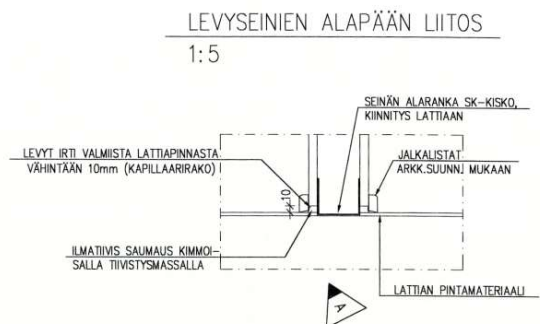 LEVYSEINIEN ALAPÄÄN LIITOS
1:5
SEINÄN ALARANKA SK-KISKO,
KIINNITYS LATTIAAN
LEVYT IRTI VALMIISTA LATTIAPINNASTA
VÄHINTÄÄN 10mm (KAPILLAARIRAKO)
JALKALISTAT
ARKK.SUUNN. MUKAAN
10
ILMATIIVIS SAUMAUS KIMMOI-
SALLA TIIVISTYSMASSALLA
LATTIAN PINTAMATERIAALI
A